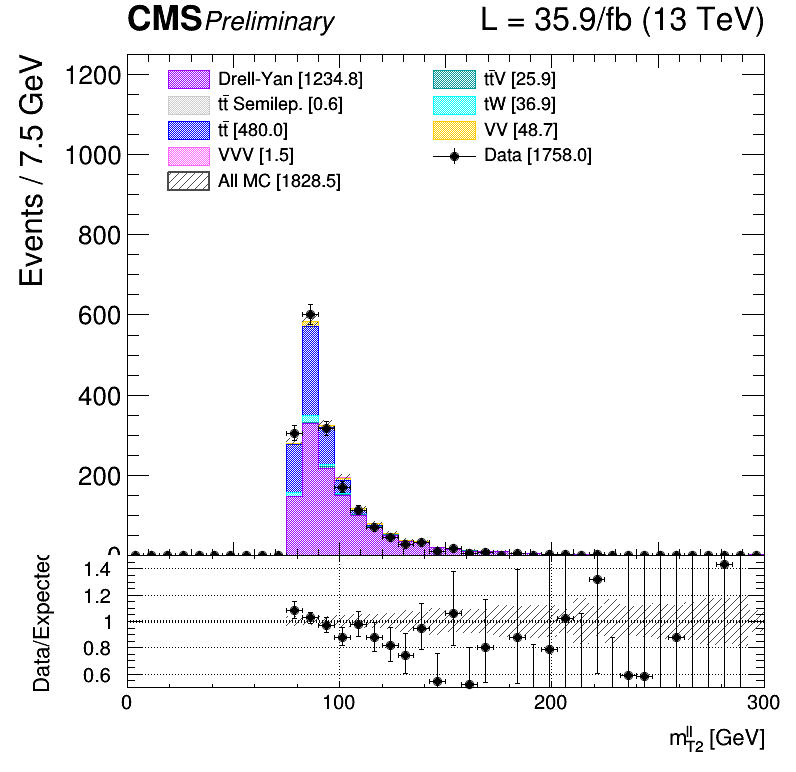 CMS Preliminary L = 35.9/fb (13 TeV)
Events / 7.5 GeV
1200
1000
800
600
400
200
0
Drell-Yan [1234.8]
tt̄ Semilep. [0.6]
tt̄ [480.0]
VVV [1.5]
All MC [1828.5]
tt̄V [25.9]
tW [36.9]
VV [48.7]
Data [1758.0]
Data/Expected
1.4
1.2
1
0.8
0.6
0 100 200 300
m_{T2}^{ll} [GeV]